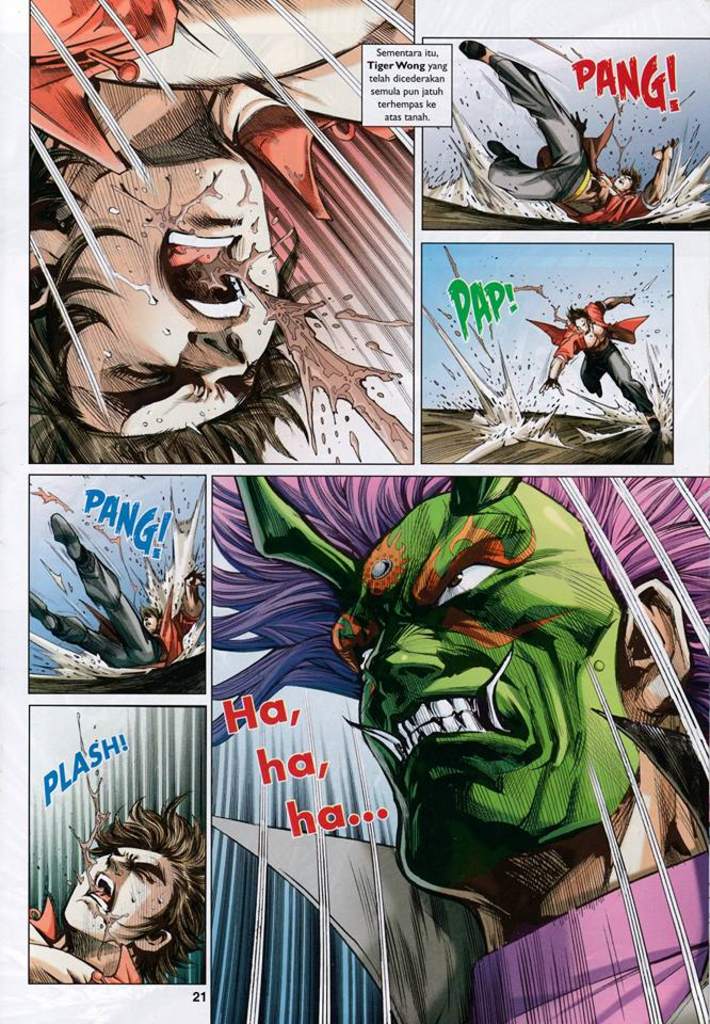 Sementara itu,
Tiger Wong yang
telah dicederakan
semula pun jatuh
terhempas ke
atas tanah.
PANG!
PAP!
PANG!
PLASH!
Ha,
ha,
ha...
21